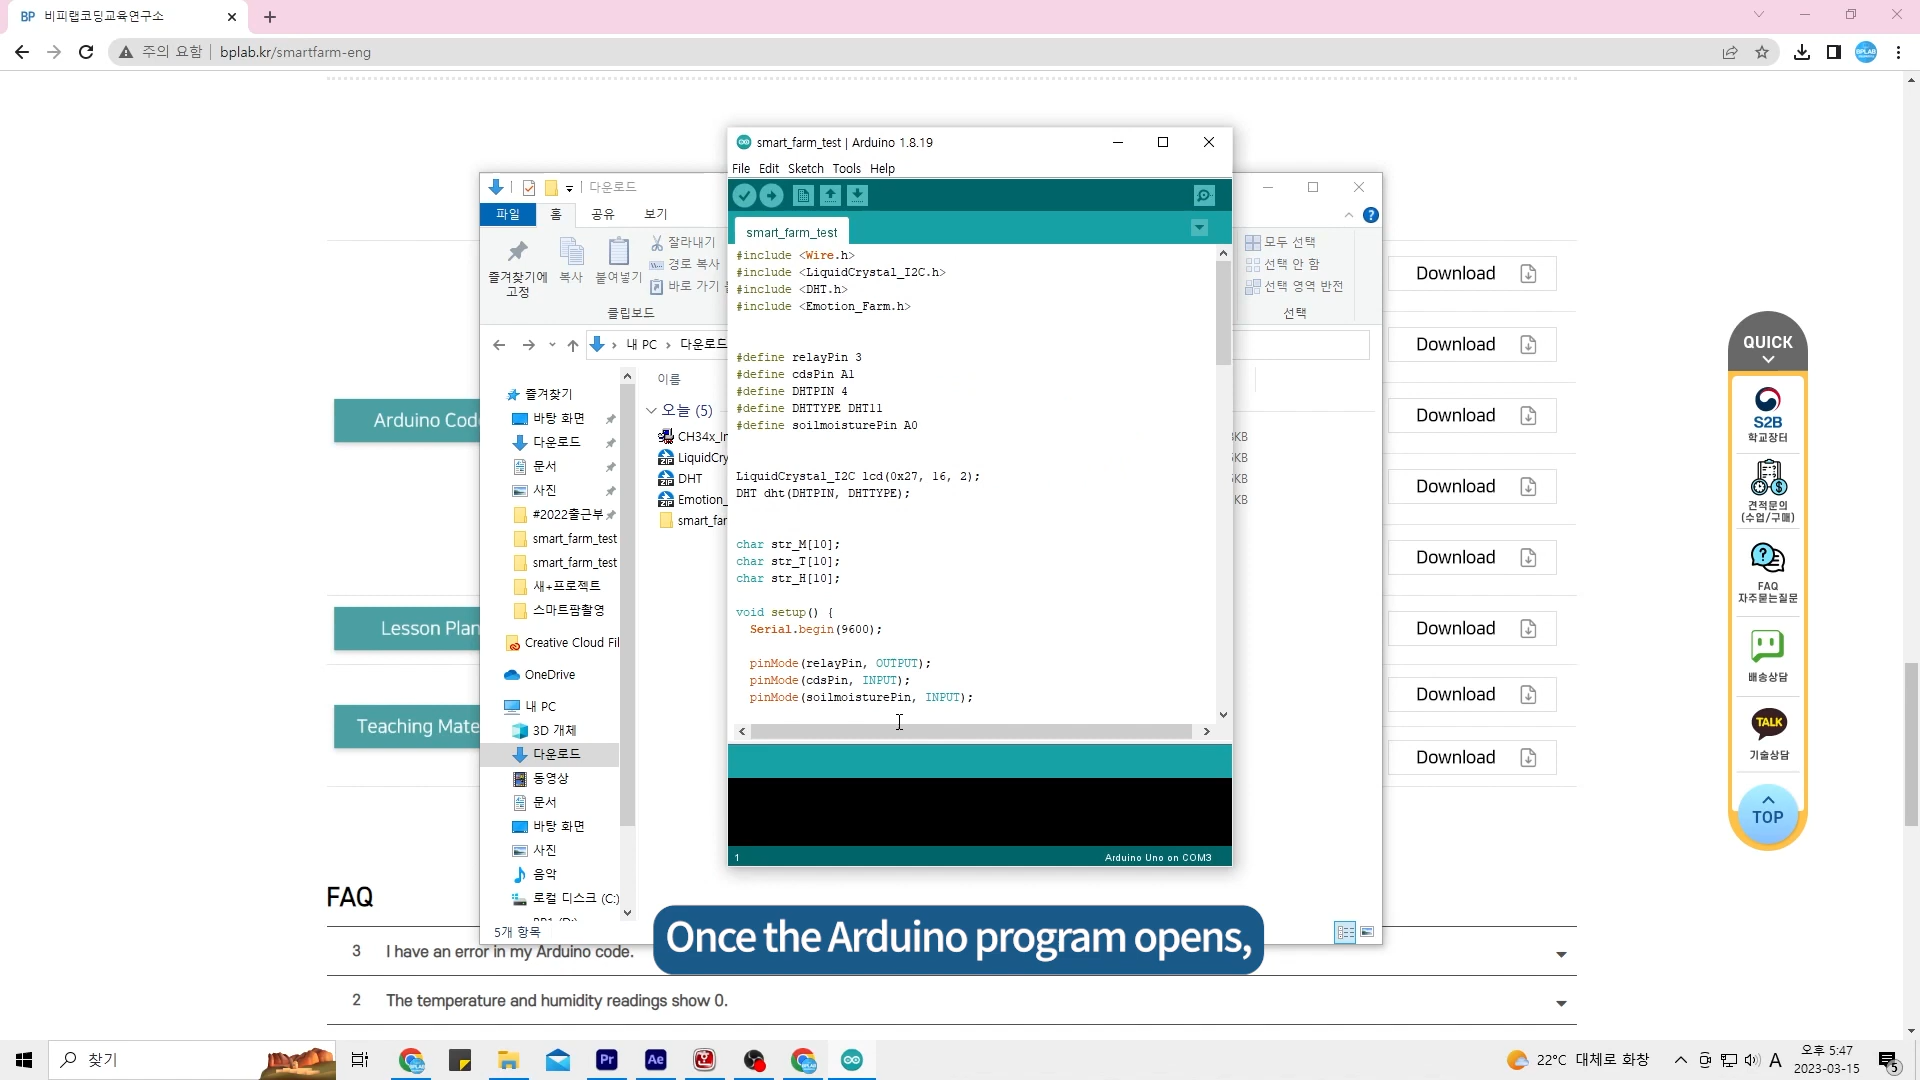 BP 비피랩코딩교육연구소
주의 요함 bplab.kr/smartfarm-eng
smart_farm_test | Arduino 1.8.19
File Edit Sketch Tools Help
smart_farm_test
#include <Wire.h>
#include <LiquidCrystal_I2C.h>
#include <DHT.h>
#include <Emotion_Farm.h>
#define relayPin 3
#define cdsPin A1
#define DHTPIN 4
#define DHTTYPE DHT11
#define soilmoisturePin A0
LiquidCrystal_I2C lcd(0x27, 16, 2);
DHT dht(DHTPIN, DHTTYPE);
char str_M[10];
char str_T[10];
char str_H[10];
void setup() {
Serial.begin(9600);
pinMode(relayPin, OUTPUT);
pinMode(cdsPin, INPUT);
pinMode(soilmoisturePin, INPUT);
1
Arduino Uno on COM3
다운로드
파일 홈 공유 보기
즐겨찾기에
고정
복사
붙여넣기
잘라내기
경로 복사
바로 가기
클립보드
모두 선택
선택 안 함
선택 영역 반전
선택
내 PC > 다운로드
이름
즐겨찾기
바탕 화면
다운로드
문서
사진
#2022출근부
smart_farm_test
smart_farm_test
새+프로젝트
스마트팜촬영
Creative Cloud Fil
OneDrive
내 PC
3D 개체
다운로드
동영상
문서
바탕 화면
사진
음악
로컬 디스크 (C:)
오늘 (5)
CH34x_In
LiquidCry
DHT
Emotion_
smart_far
KB
KB
KB
KB
5개 항목
Arduino Code
Lesson Plan
Teaching Mate
Download
Download
Download
Download
Download
Download
Download
Download
QUICK
S2B
학교장터
견적문의
(수업/구매)
FAQ
자주묻는질문
배송상담
TALK
기술상담
TOP
FAQ
3 I have an error in my Arduino code.
2 The temperature and humidity readings show 0.
Once the Arduino program opens,
찾기
Pr
Ae
22°C 대체로 화창
A
오후 5:47
2023-03-15
5